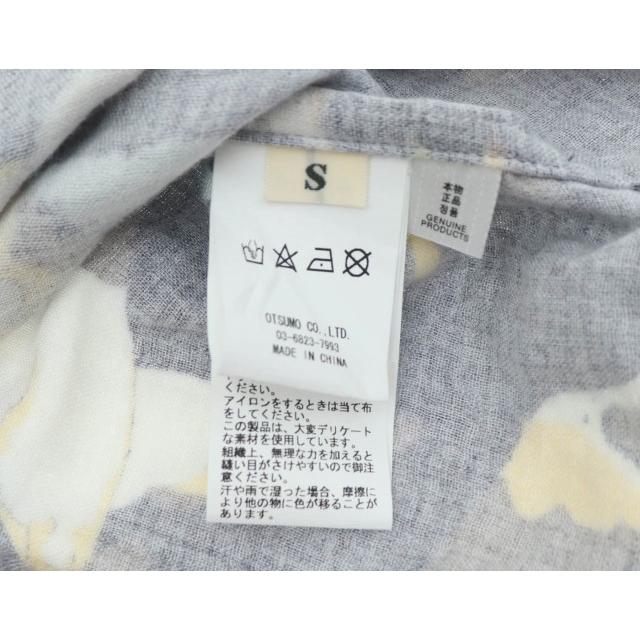 S
本物
正品
정품
GENUINE
PRODUCTS
OTSUMO CO.,LTD.
03-6823-7993
MADE IN CHINA
ください。
アイロンをするときは当て布
をしてください。
この製品は、大変デリケート
な素材を使用しています。
組織上、無理な力を加えると
縫い目がさけやすいので御注
意ください。
汗や雨で湿った場合、摩擦に
より他の物に色が移ることが
あります。